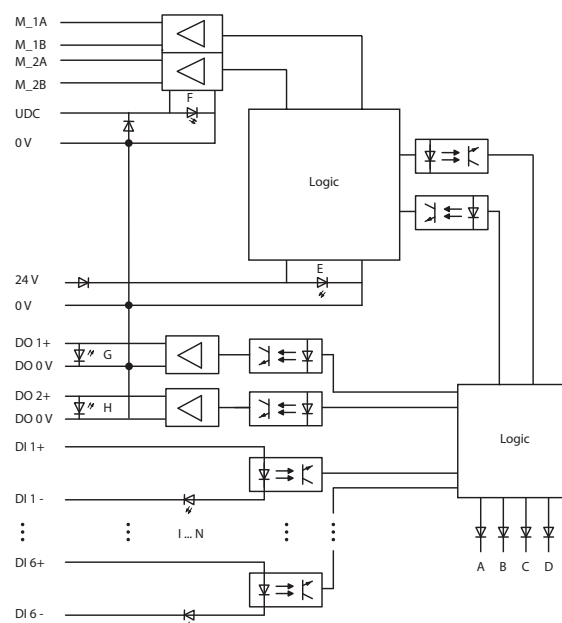 M_1A
M_1B
M_2A
M_2B
F
UDC
0 V
Logic
E
24 V
0 V
DO 1+
G
DO 0 V
DO 2+
H
DO 0 V
Logic
DI 1+
DI 1 -
I ... N
A B C D
DI 6+
DI 6 -